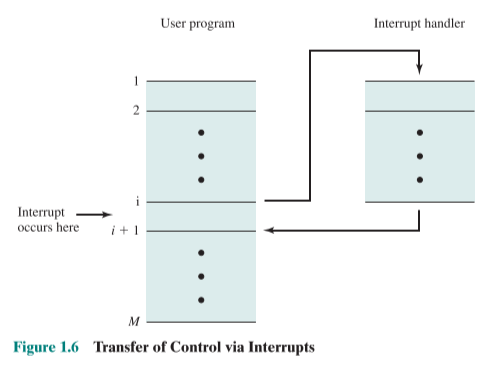 User program
Interrupt handler
1
2
i
Interrupt
occurs here
i + 1
M
Figure 1.6 Transfer of Control via Interrupts